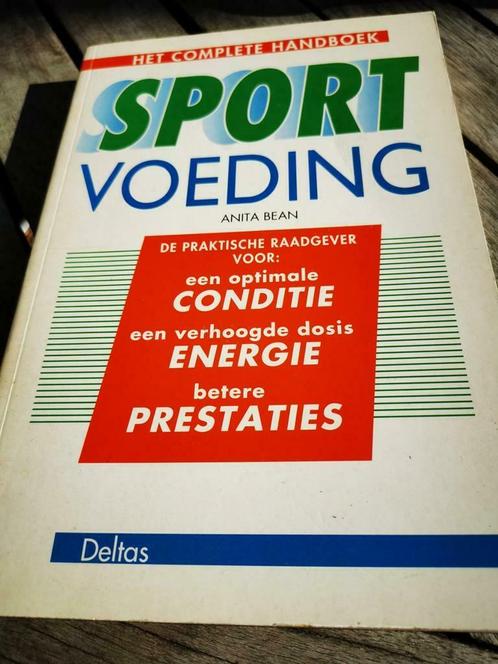 HET COMPLETE HANDBOEK
SPORT
VOEDING
ANITA BEAN
DE PRAKTISCHE RAADGEVER
VOOR:
een optimale
CONDITIE
een verhoogde dosis
ENERGIE
betere
PRESTATIES
Deltas